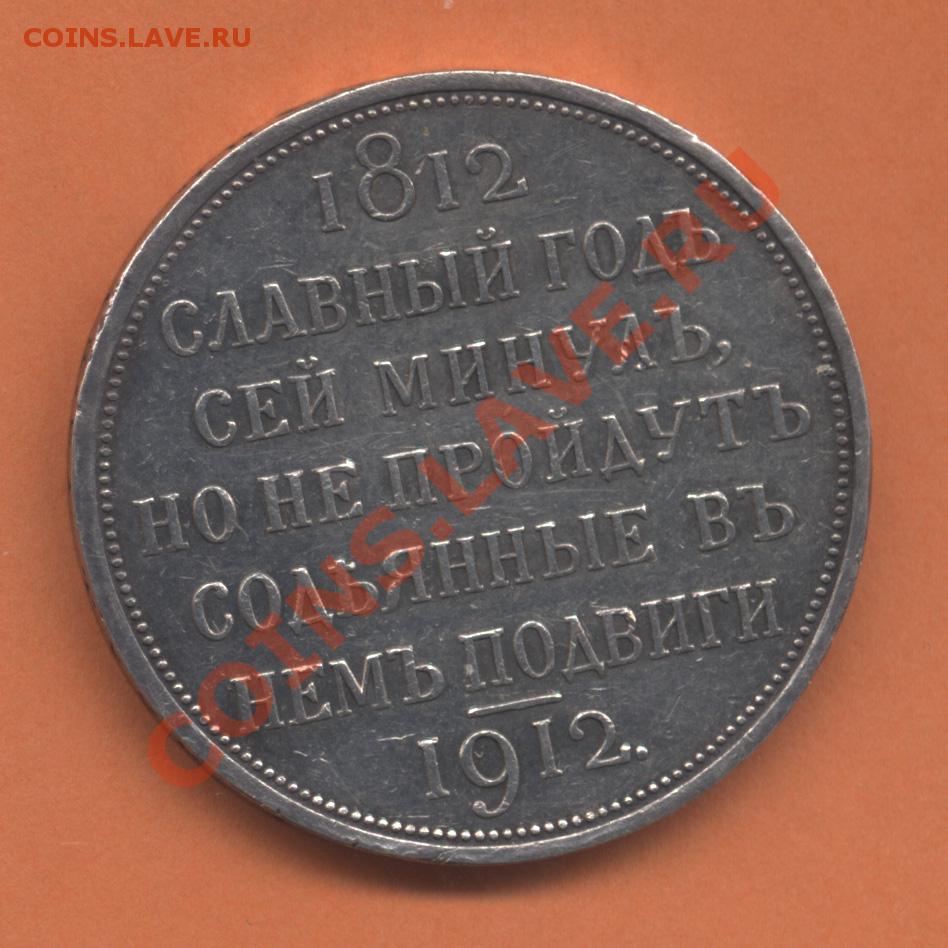 COINS.LAVE.RU
1812
СЛАВНЫЙ ГОДЪ
СЕЙ МИНУЛЪ,
НО НЕ ПРОЙДУТЪ
СОДѢЯННЫЕ ВЪ
НЕМЪ ПОДВИГИ
1912.
COINS.LAVE.RU